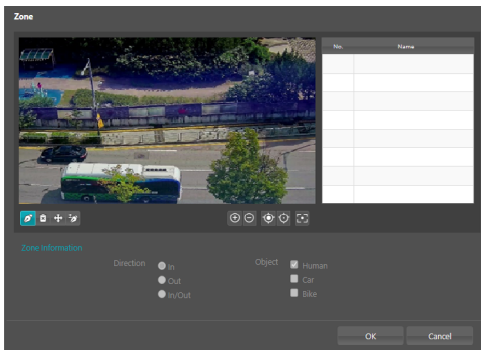 Zone
No. Name
Zone Information
Direction
In
Out
In/Out
Object
Human
Car
Bike
OK Cancel